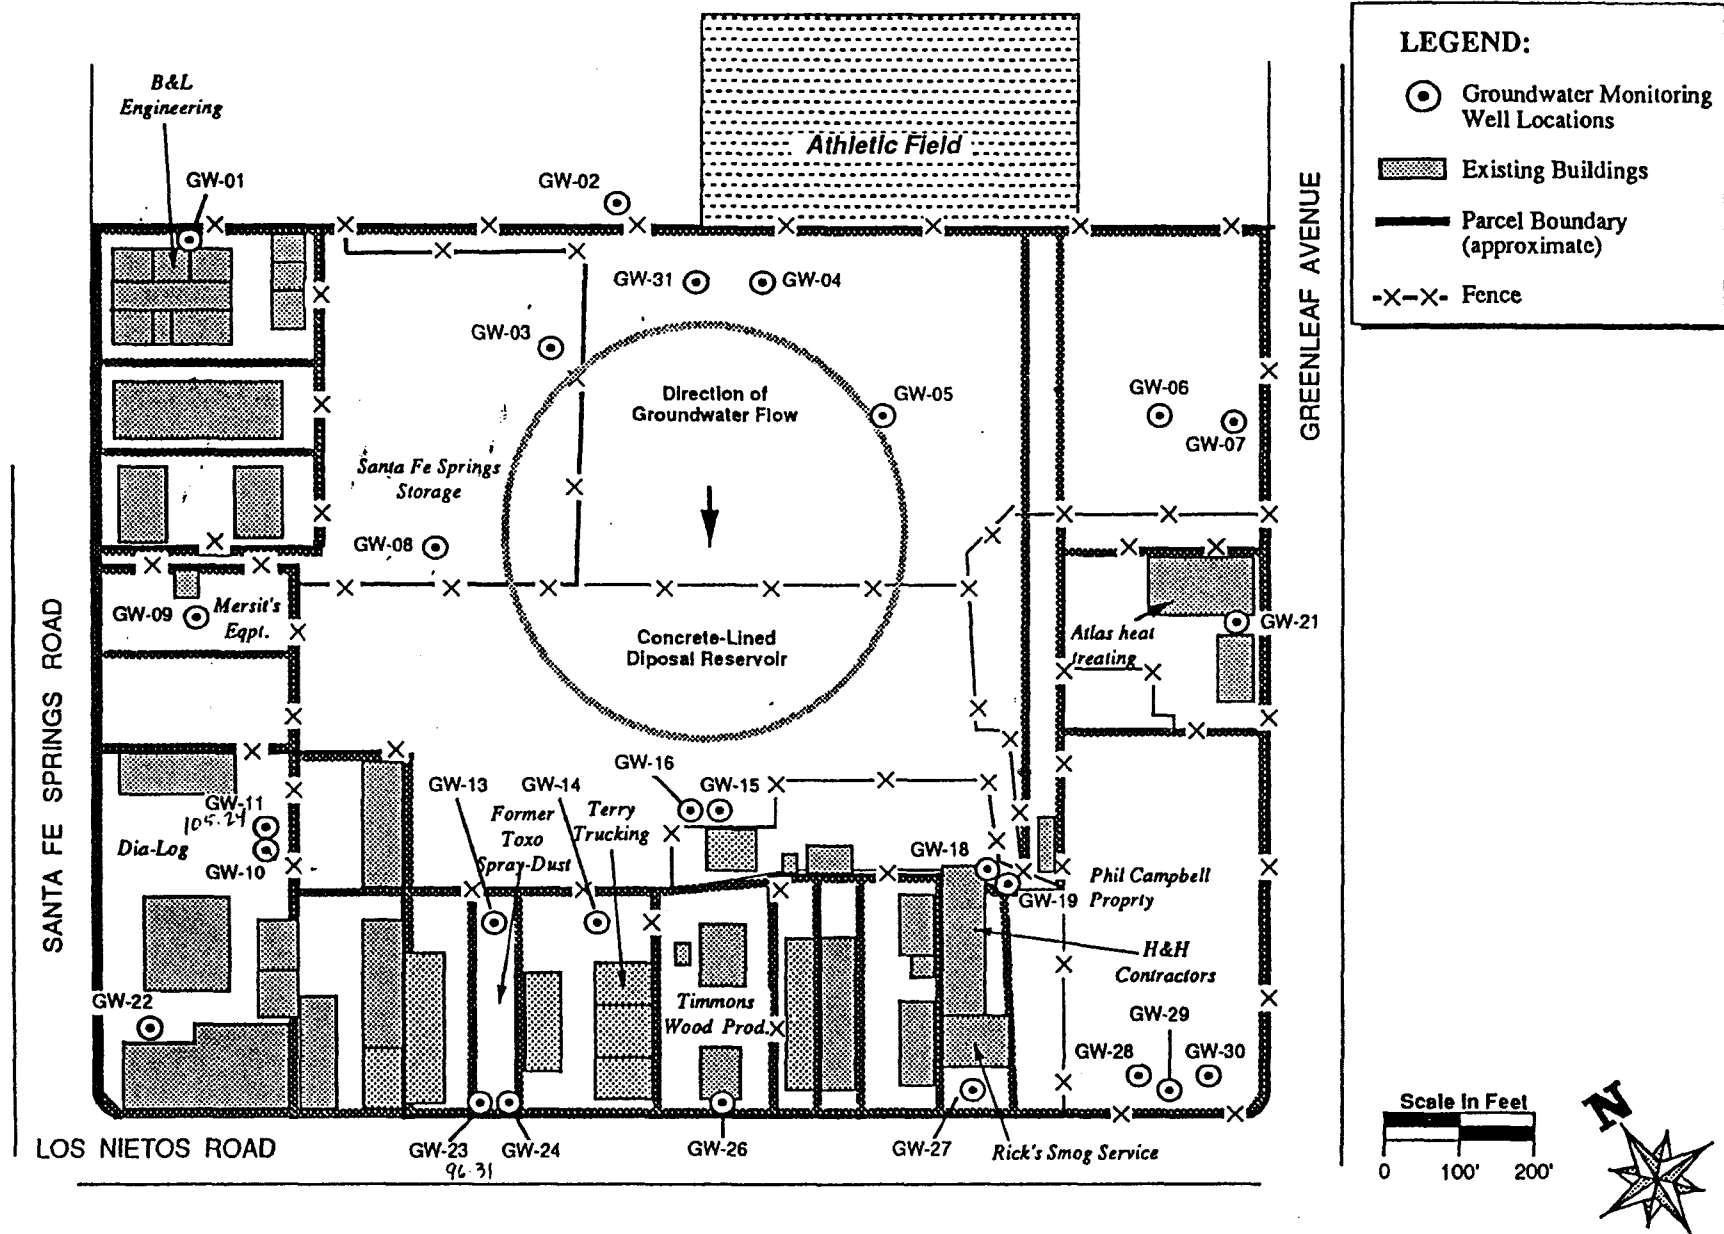 LEGEND:
Groundwater Monitoring
Well Locations
Existing Buildings
Parcel Boundary
(approximate)
-X-X- Fence
B&L
Engineering
GW-01
GW-02
Athletic Field
GREENLEAF AVENUE
GW-31
GW-04
GW-03
Direction of
Groundwater Flow
GW-05
GW-06
GW-07
Santa Fe Springs
Storage
GW-08
GW-09
Mersit's
Eqpt.
Concrete-Lined
Diposal Reservoir
Atlas heat
treating
GW-21
SANTA FE SPRINGS ROAD
GW-16
GW-15
GW-13
GW-14
Former
Toxo
Spray-Dust
Terry
Trucking
GW-11
105.24
Dia-Log
GW-10
GW-18
GW-19
Phil Campbell
Proprty
H&H
Contractors
GW-22
Timmons
Wood Prod.
GW-29
GW-28
GW-30
LOS NIETOS ROAD
GW-23
96.31
GW-24
GW-26
GW-27
Rick's Smog Service
Scale in Feet
0 100' 200'
N